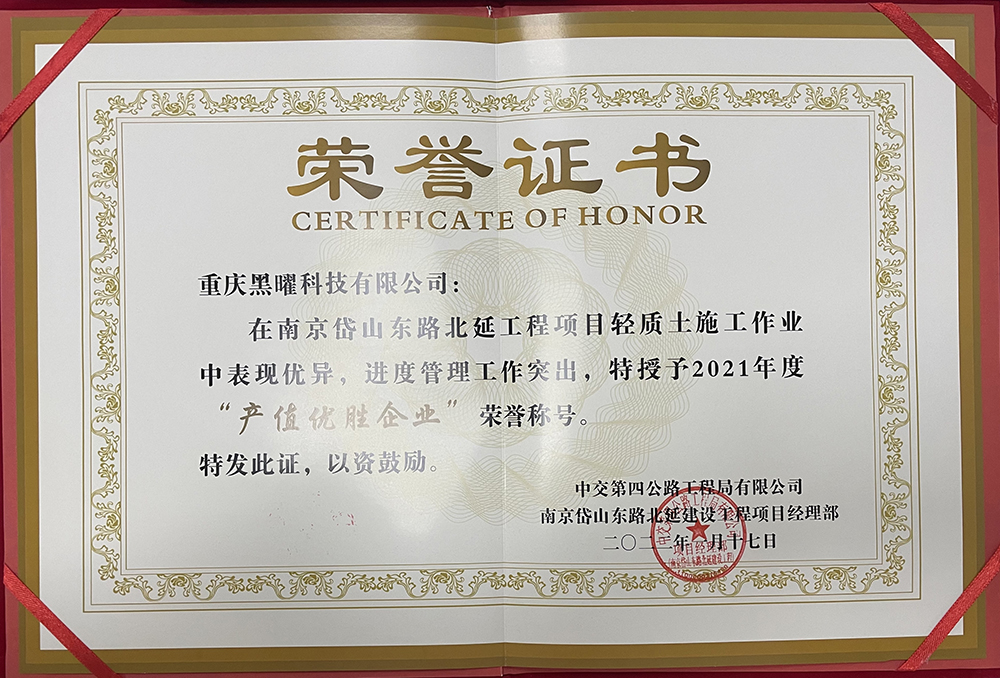 荣誉证书
CERTIFICATE OF HONOR
重庆黑曜科技有限公司：
在南京岱山东路北延工程项目轻质土施工作业
中表现优异，进度管理工作突出，特授予2021年度
“产值优胜企业” 荣誉称号。
特发此证，以资鼓励。
中交第四公路工程局有限公司
南京岱山东路北延建设工程项目经理部
二〇二 年 月十七日
项目经理部